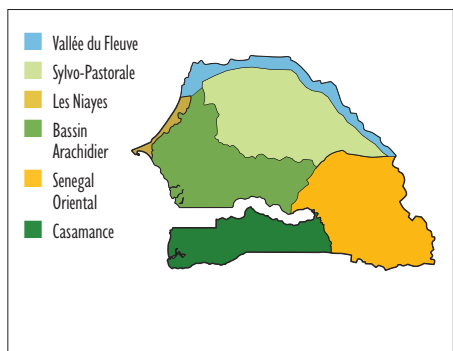 Vallée du Fleuve
Sylvo-Pastorale
Les Niayes
Bassin
Arachidier
Senegal
Oriental
Casamance